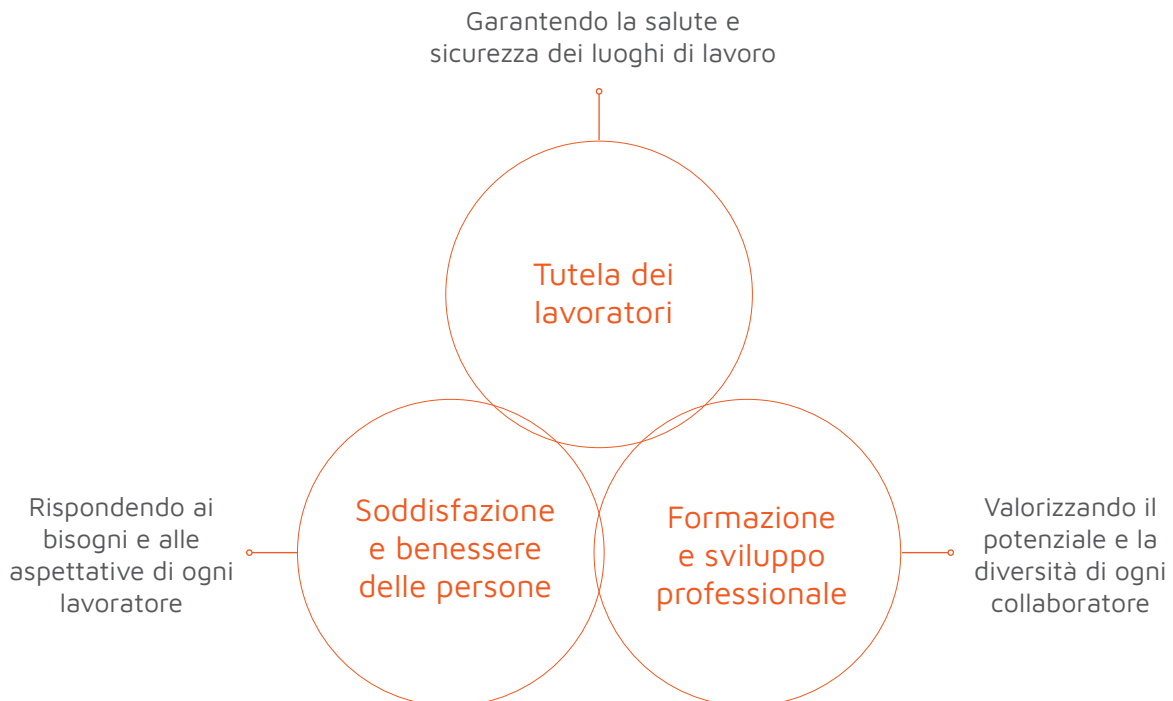 Garantendo la salute e
sicurezza dei luoghi di lavoro
Tutela dei
lavoratori
Rispondendo ai
bisogni e alle
aspettative di ogni
lavoratore
Soddisfazione
e benessere
delle persone
Formazione
e sviluppo
professionale
Valorizzando il
potenziale e la
diversità di ogni
collaboratore